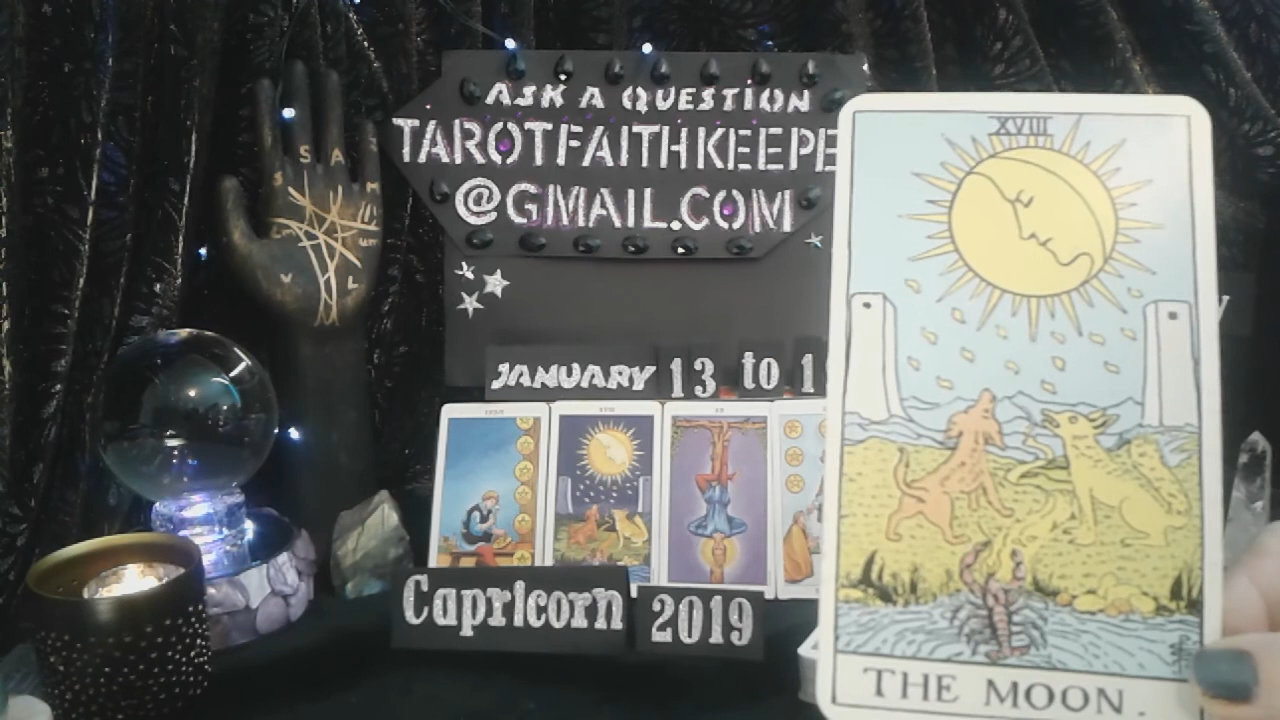 ASK A QUESTION
TAROTFAITHKEEPE
@GMAIL.COM
JANUARY 13 to 1
XVIII
S A
THE MOON.
Capricorn 2019